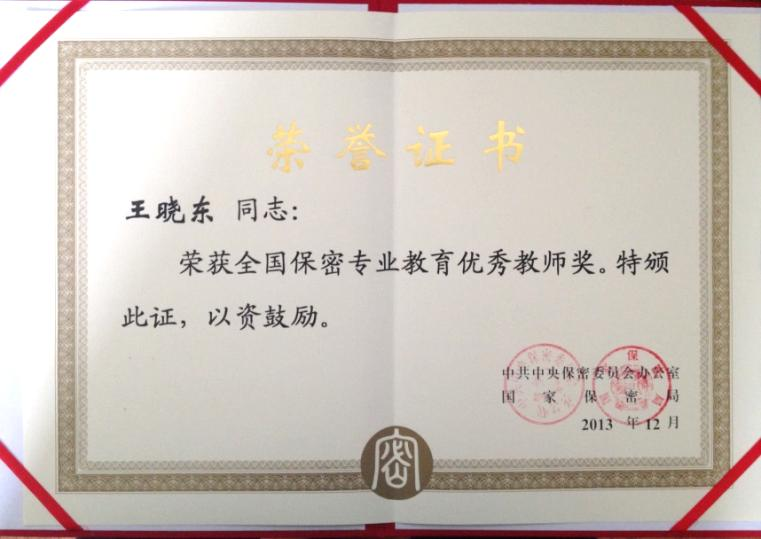 荣誉证书
王晓东 同志：
荣获全国保密专业教育优秀教师奖。特颁
此证，以资鼓励。
中共中央保密委员会办公室
国家保密局
2013 年 12 月
密